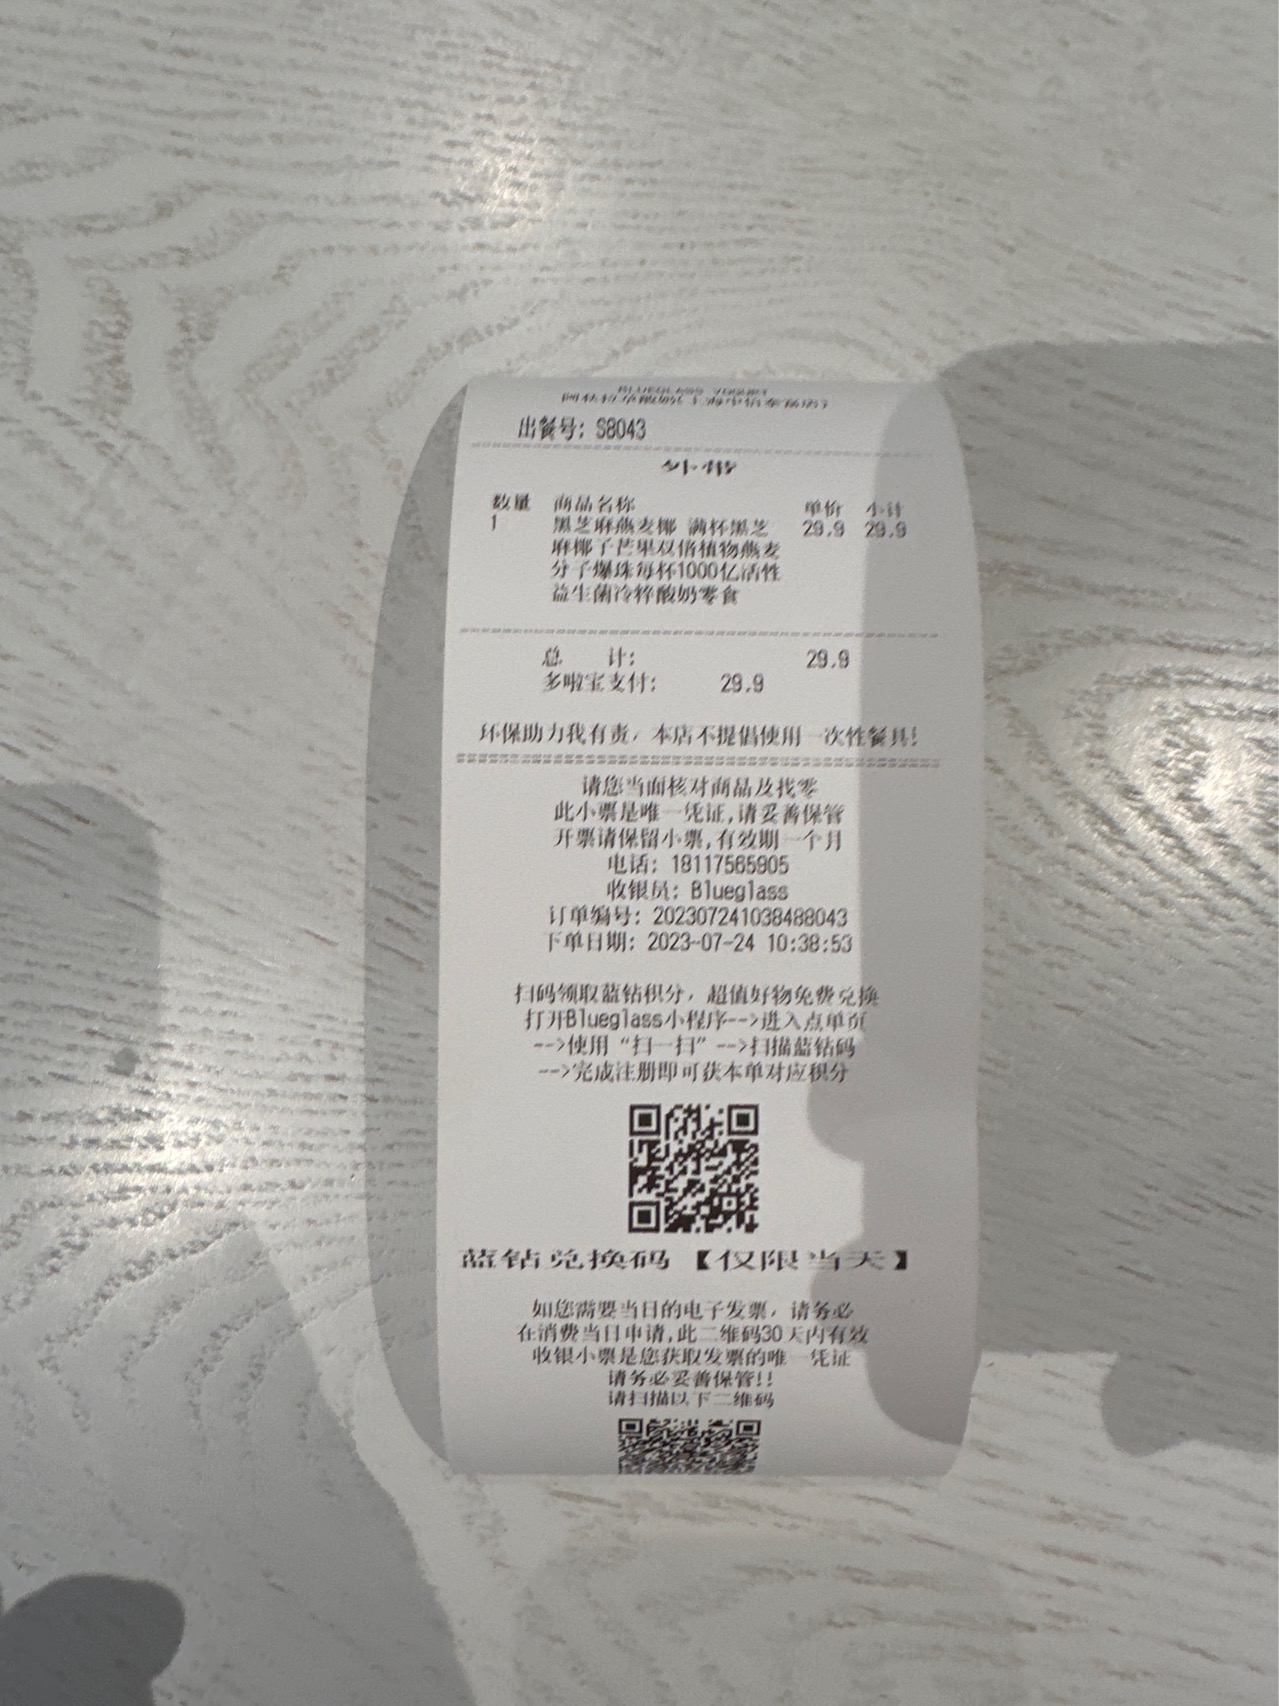 BLUEGLASS YOGURT
出餐号: S8043
外带
数量 商品名称 单价 小计
1 黑芝麻燕麦椰 满杯黑芝 29.9 29.9
麻椰子芒果双俏植物燕麦
分子爆珠每杯1000亿活性
益生菌冷粹酸奶零食
总 计: 29.9
多啦宝支付: 29.9
环保助力我有责，本店不提倡使用一次性餐具!
请您当面核对商品及找零
此小票是唯一凭证,请妥善保管
开票请保留小票,有效期一个月
电话: 18117565905
收银员: Blueglass
订单编号: 202307241038488043
下单日期: 2023-07-24 10:38:53
扫码领取蓝钻积分，超值好物免费兑换
打开Blueglass小程序-->进入点单页
-->使用“扫一扫”-->扫描蓝钻码
-->完成注册即可获本单对应积分
蓝钻兑换码【仅限当天】
如您需要当日的电子发票，请务必
在消费当日申请,此二维码30天内有效
收银小票是您获取发票的唯一凭证
请务必妥善保管!!
请扫描以下二维码